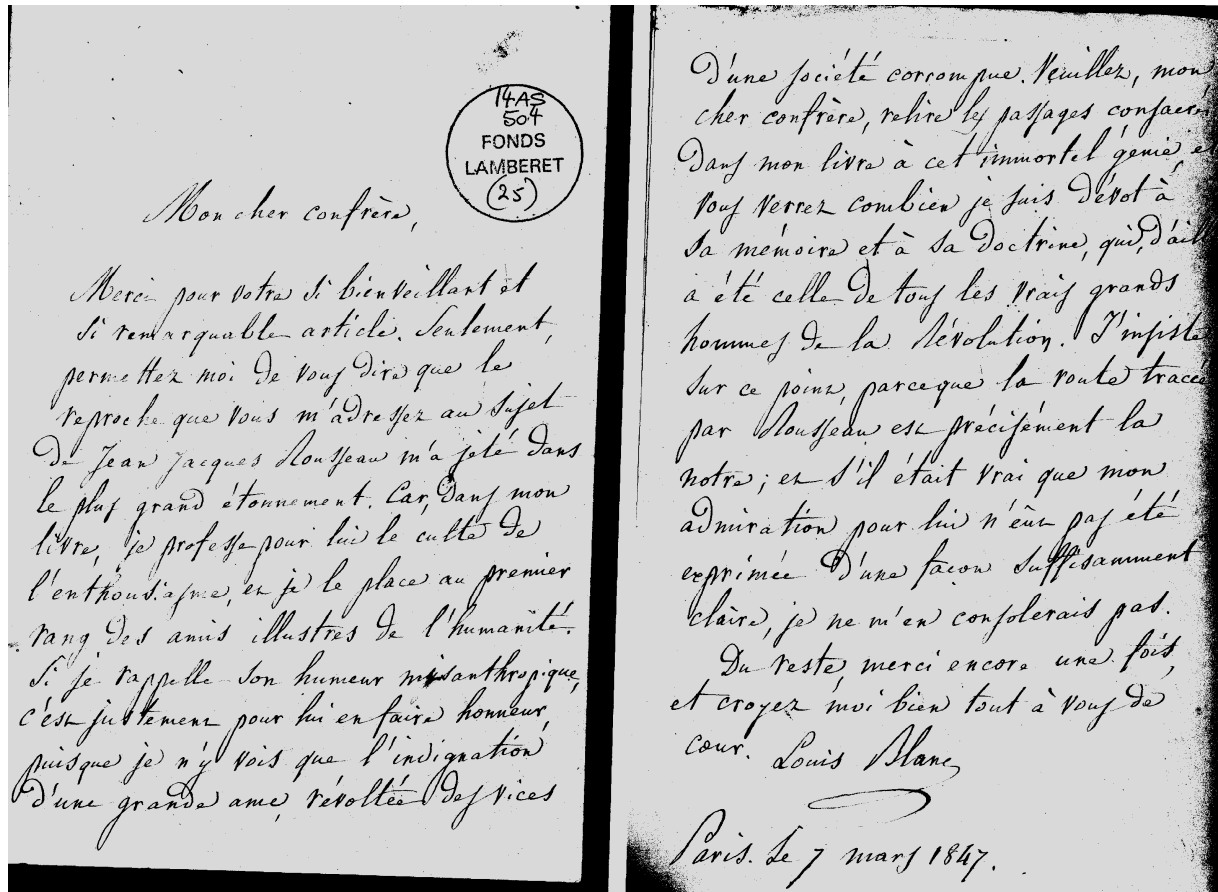 14AS
504
FONDS
LAMBERET
(25)
Mon cher confrère,
Merci pour votre si bienveillant et
si remarquable article. Seulement,
permettez moi de vous dire que le
reproche que vous m'adressez au sujet
de Jean Jacques Rousseau m'a jeté dans
le plus grand étonnement. Car, dans mon
livre, je professe pour lui le culte de
l'enthousiasme, et je le place au premier
rang des amis illustres de l'humanité.
Si je rappelle son humeur misanthropique,
c'est justement pour lui en faire honneur,
puisque je n'y vois que l'indignation
d'une grande ame, révoltée des vices
d'une société corrompue. Veuillez, mon
cher confrère, relire les passages consacrés
dans mon livre à cet immortel génie, et
vous verrez combien je suis dévot à
sa mémoire et à sa doctrine, qui, d'aill
a été celle de tous les vrais grands
hommes de la Révolution. J'insiste
sur ce point, parceque la route tracée
par Rousseau est précisément la
notre; et s'il était vrai que mon
admiration pour lui n'eût pas été
exprimée d'une façon suffisamment
claire, je ne m'en consolerais pas.
Du reste, merci encore une fois,
et croyez moi bien tout à vous de
cœur. Louis Blanc
Paris. Le 7 mars 1847.